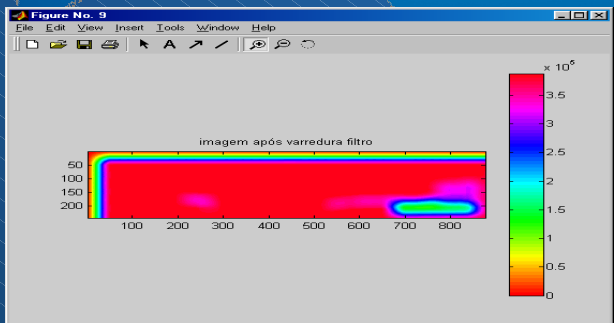 Figure No. 9
File Edit View Insert Tools Window Help
A
imagem após varredura filtro
50
100
150
200
100 200 300 400 500 600 700 800
x 10^6
3.5
3
2.5
2
1.5
1
0.5
0